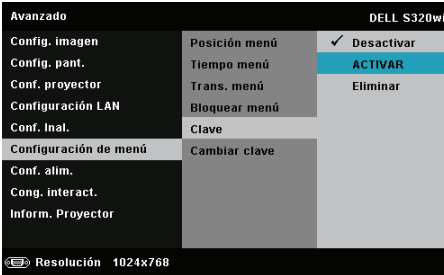 Avanzado DELL S320wi
Config. imagen
Config. pant.
Conf. proyector
Configuración LAN
Conf. Inal.
Configuración de menú
Conf. alim.
Cong. interact.
Inform. Proyector
Posición menú
Tiempo menú
Trans. menú
Bloquear menú
Clave
Cambiar clave
Desactivar
ACTIVAR
Eliminar
Resolución 1024x768